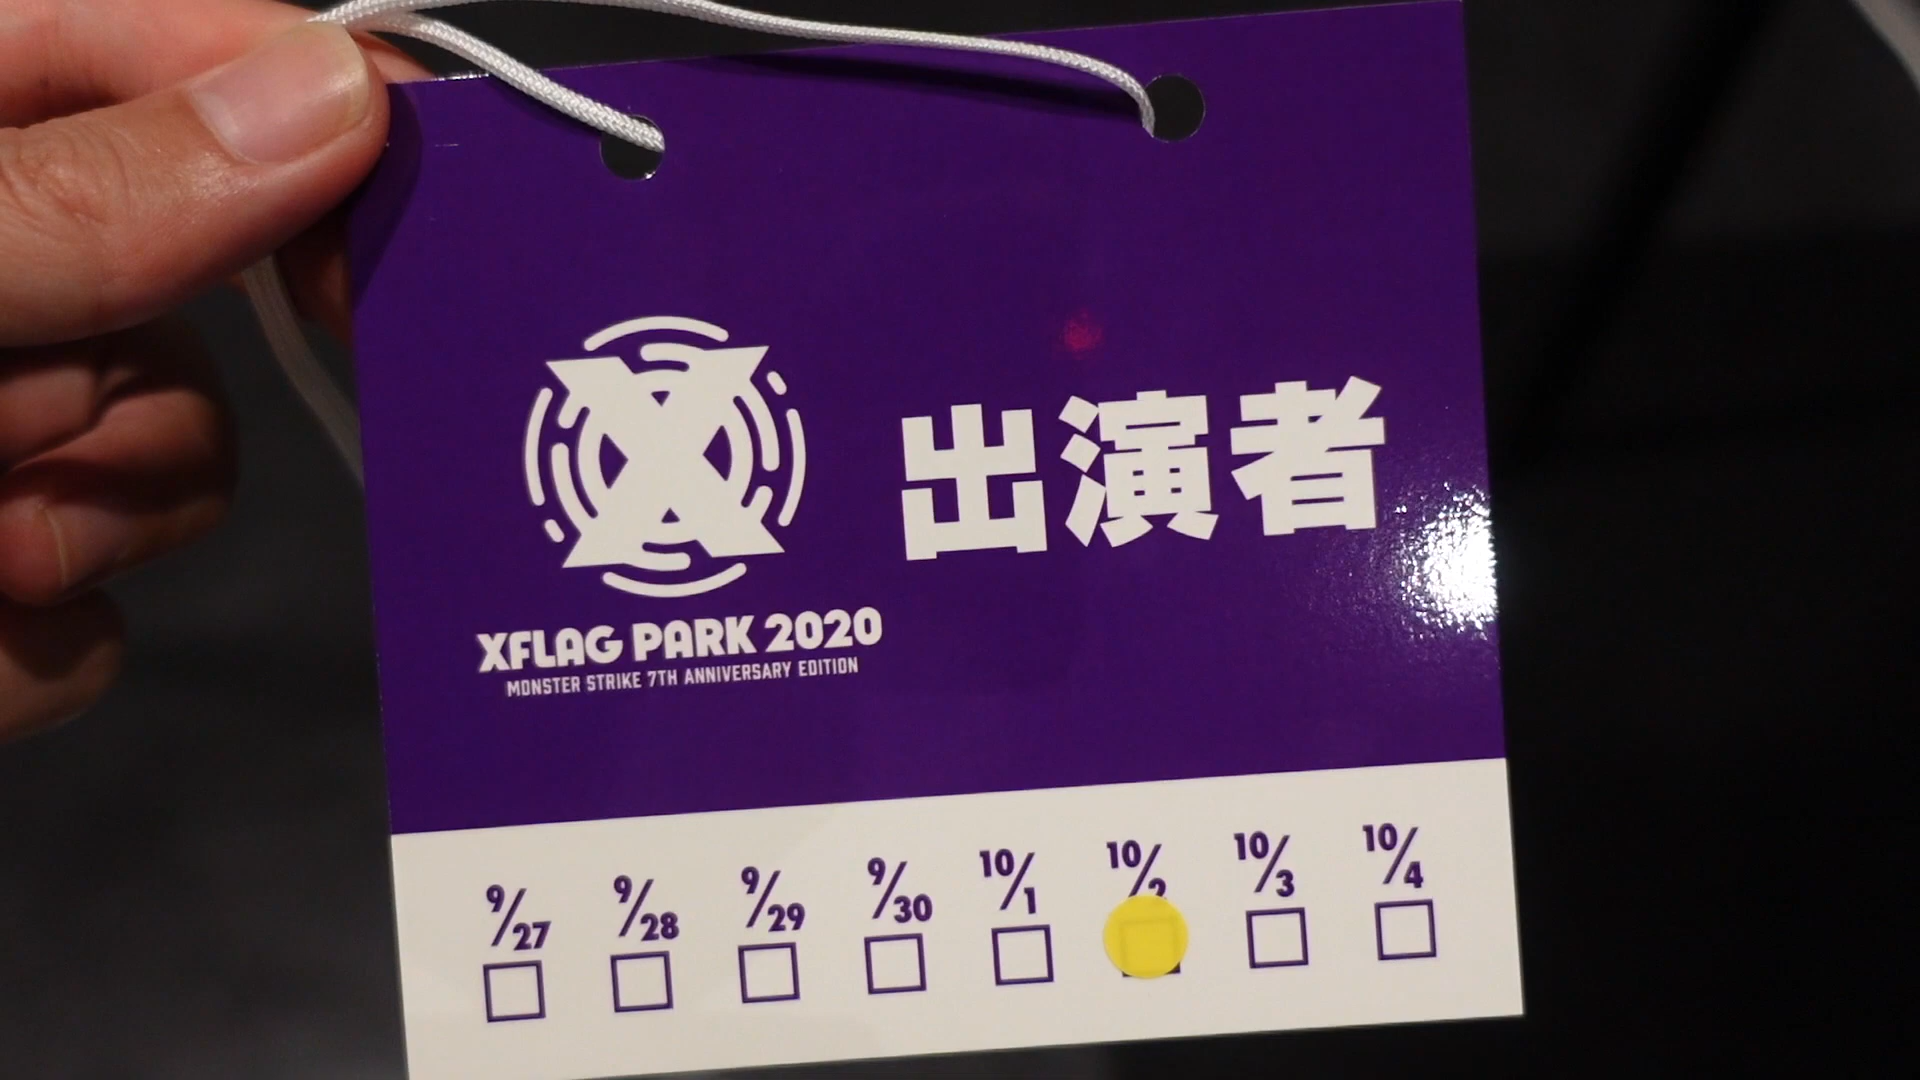 X
出演者
XFLAG PARK 2020
MONSTER STRIKE 7TH ANNIVERSARY EDITION
9/27 9/28 9/29 9/30 10/1 10/2 10/3 10/4